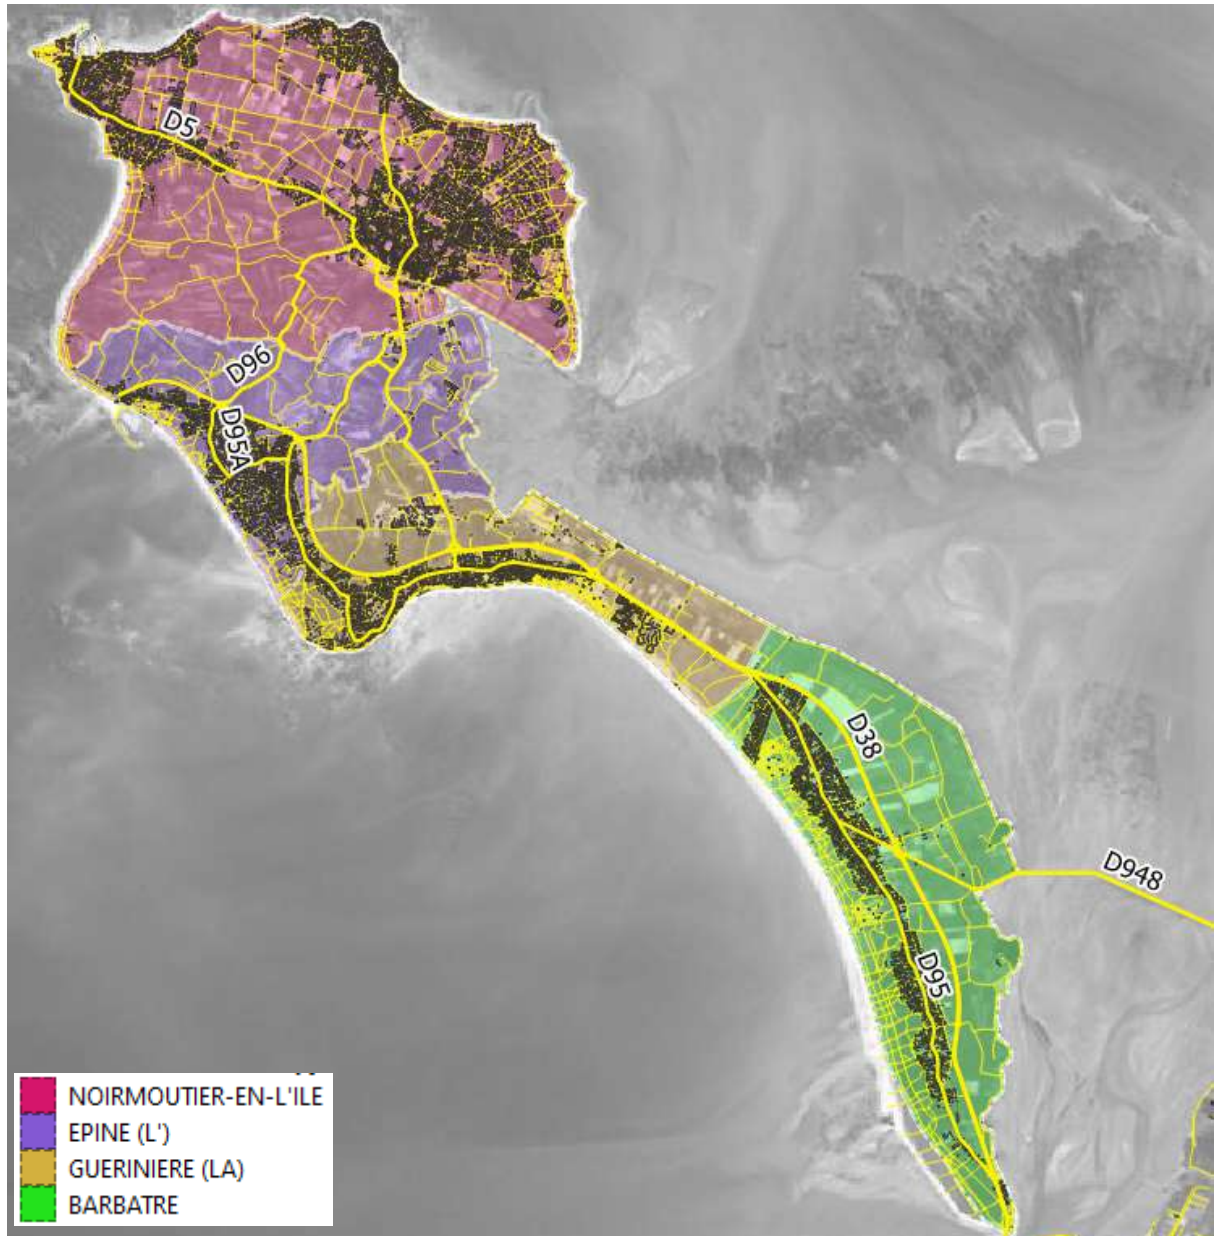 D5
D96
D95A
D38
D948
D95
NOIRMOUTIER-EN-L'ILE
EPINE (L')
GUERINIERE (LA)
BARBATRE